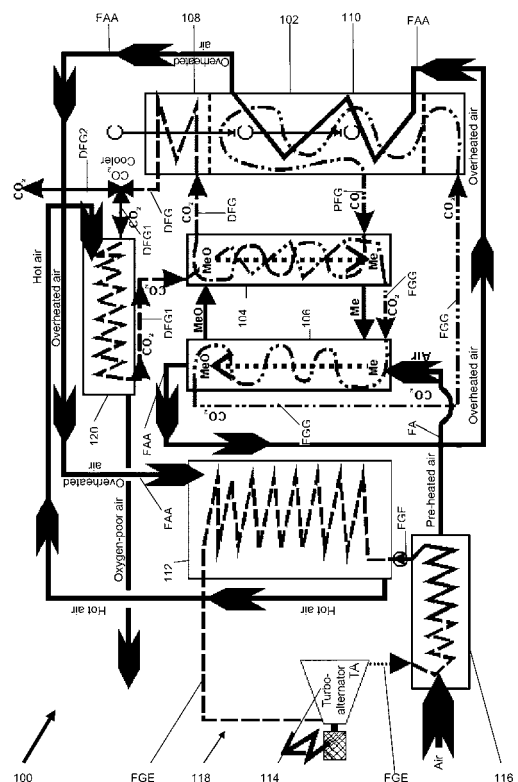 FAA
108
102
110
FAA
Overheated
air
DFG2
CO₂
CO₂
Cooler
C
C
C
Hot air
Overheated air
CO₂
DFG1
DFG
CO₂
DFG
PFG
CO₂
Overheated air
MeO
Me
FGG
CO₂
CO₂
DFG1
CO₂
104
MeO
Me
106
MeO
Me
FGG
120
FAA
CO₂
FGG
Air
FA
Overheated air
Overheated
air
FAA
Oxygen-poor air
Pre-heated air
112
FGE
Hot air
Hot air
Turbo-
alternator
TA
FGE
118
114
FGE
Air
116
100